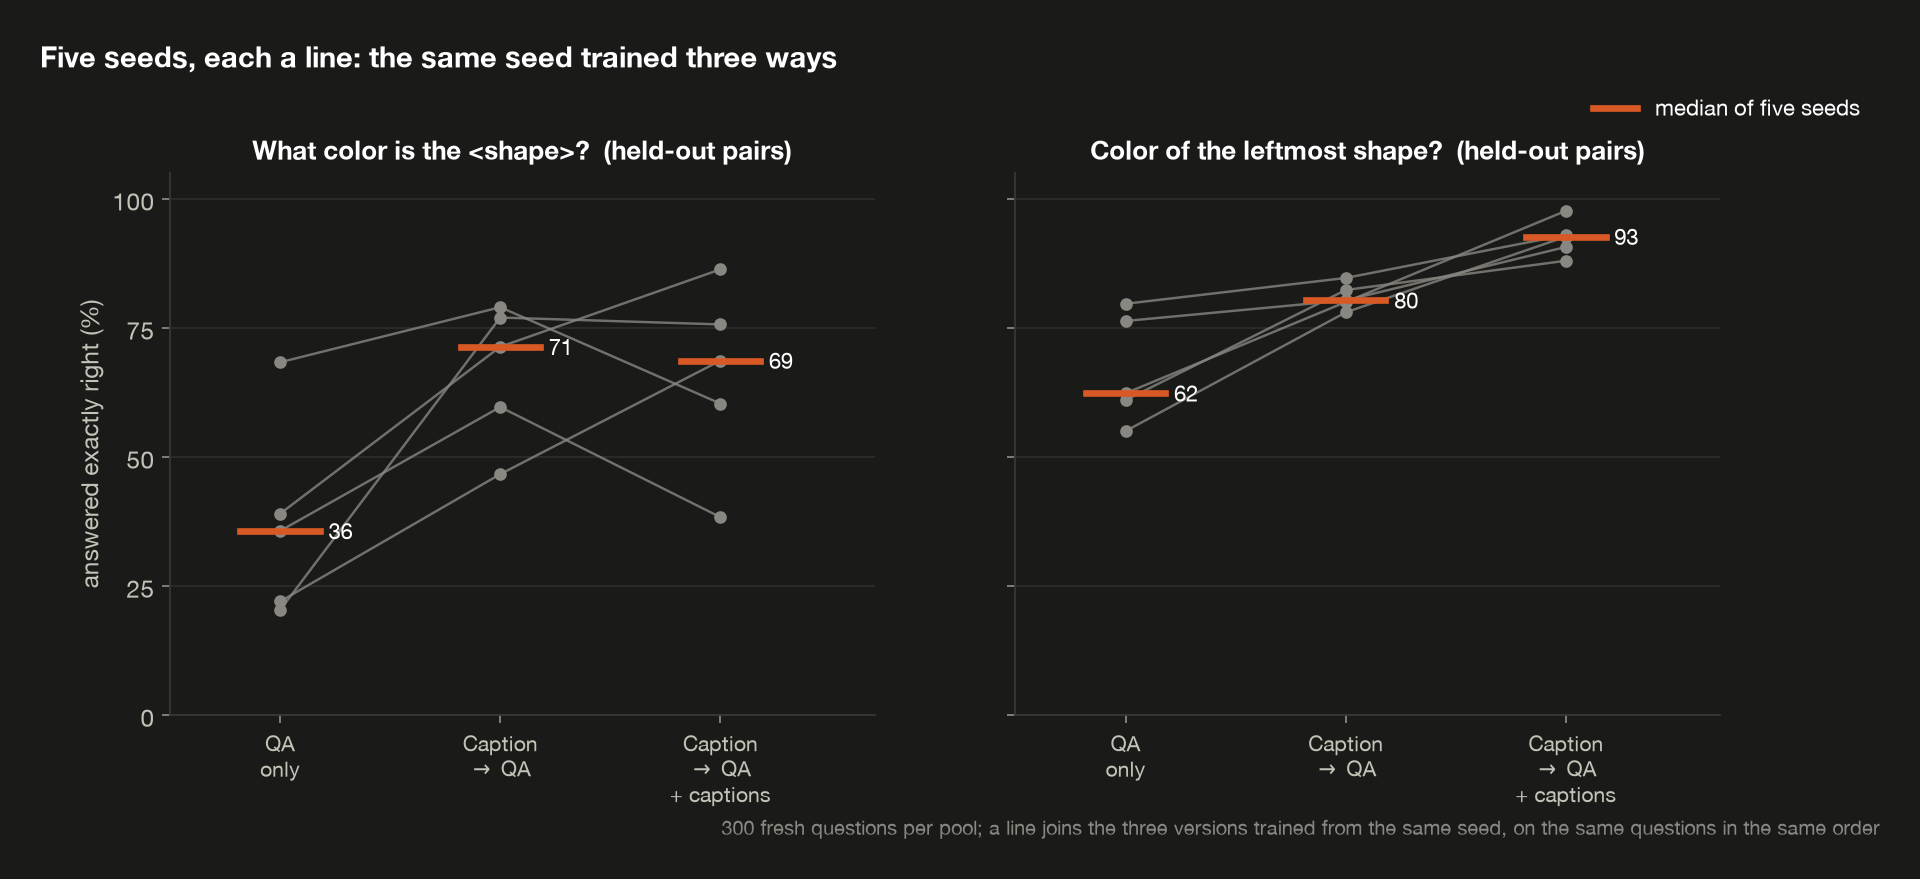 Five seeds, each a line: the same seed trained three ways
median of five seeds
What color is the <shape>?  (held-out pairs)
answered exactly right (%)
100
75
50
25
0
36
71
69
QA
only
Caption
→ QA
Caption
→ QA
+ captions
Color of the leftmost shape?  (held-out pairs)
62
80
93
QA
only
Caption
→ QA
Caption
→ QA
+ captions
300 fresh questions per pool; a line joins the three versions trained from the same seed, on the same questions in the same order